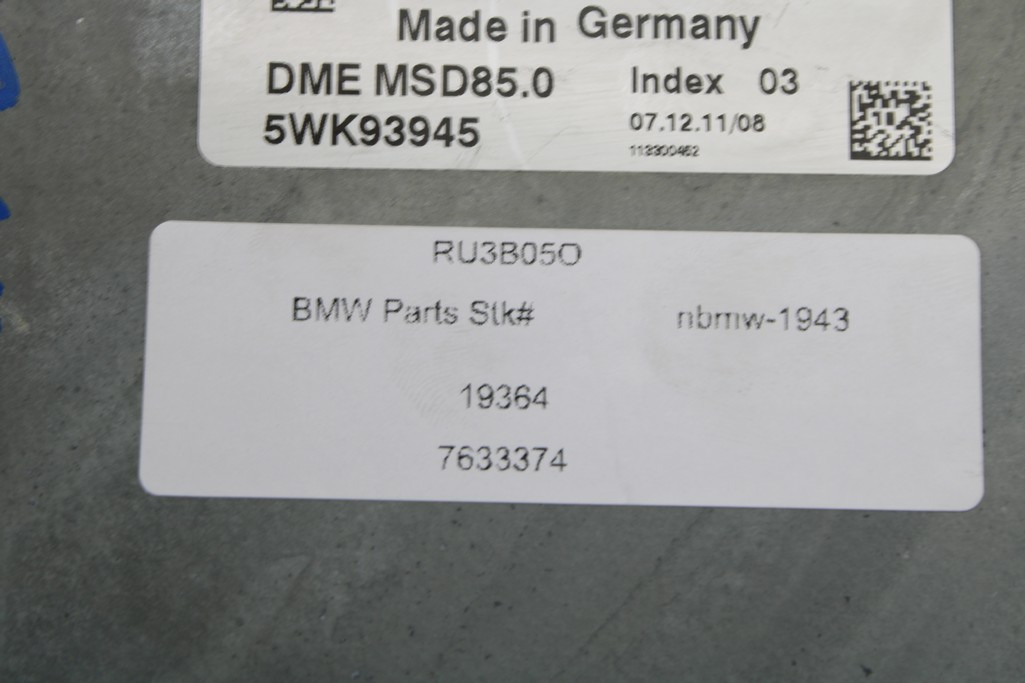 Made in Germany
DME MSD85.0 Index 03
5WK93945 07.12.11/08
113300462
RU3B05O
BMW Parts Stk# nbmw-1943
19364
7633374